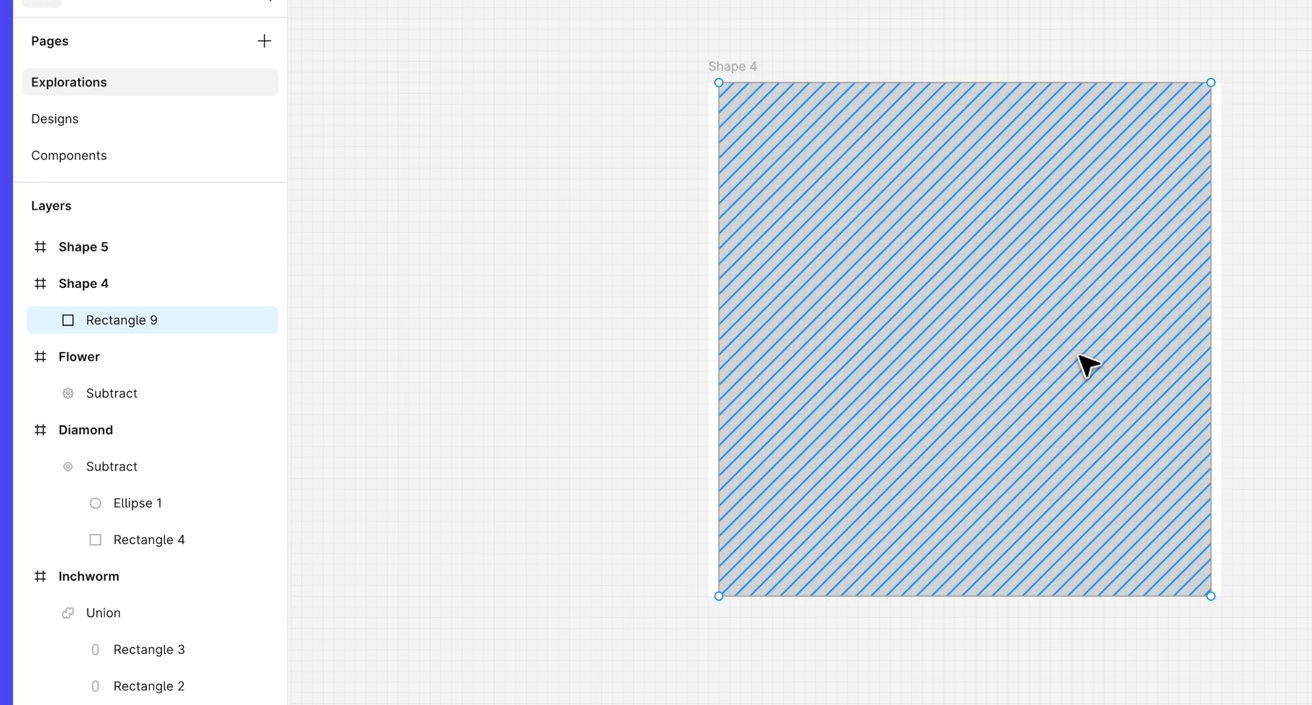 Pages
Explorations
Designs
Components
Layers
Shape 5
Shape 4
Rectangle 9
Flower
Subtract
Diamond
Subtract
Ellipse 1
Rectangle 4
Inchworm
Union
Rectangle 3
Rectangle 2
Shape 4